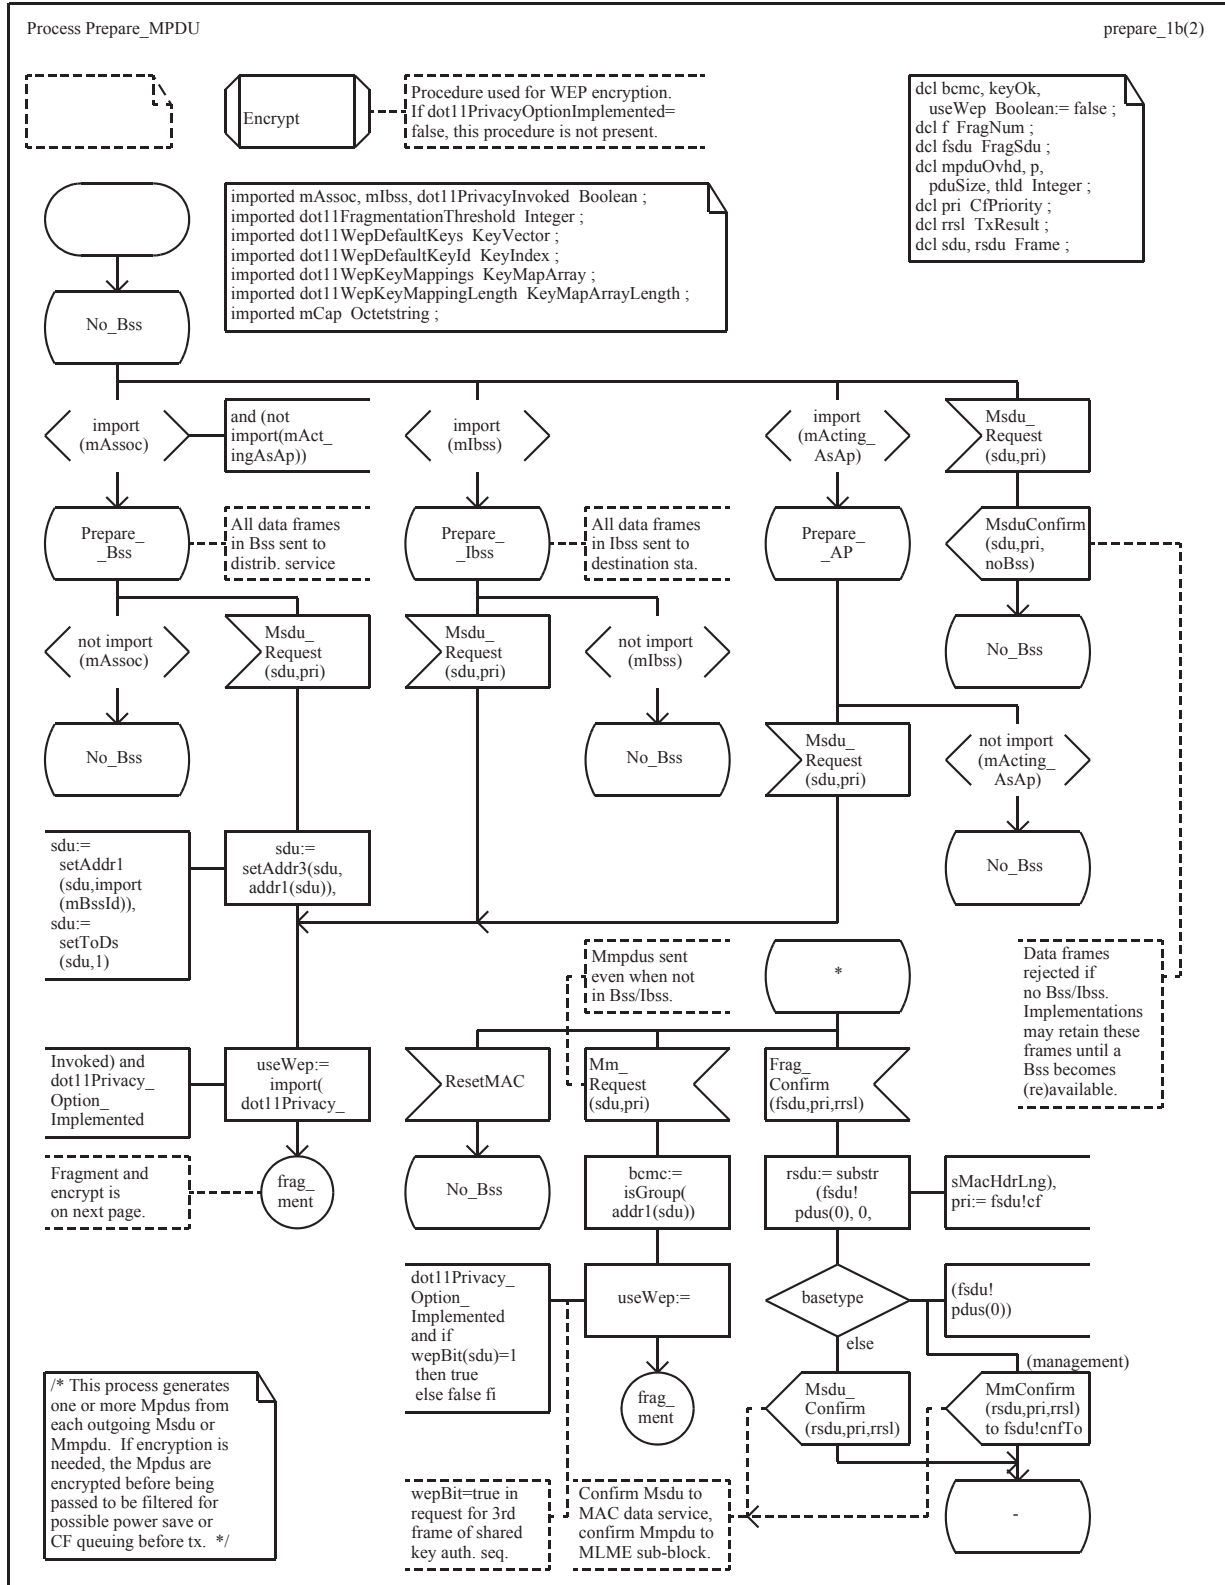 Process Prepare_MPDU
prepare_1b(2)
Encrypt
Procedure used for WEP encryption.
If dot11PrivacyOptionImplemented=
false, this procedure is not present.
dcl bcmc, keyOk,
useWep Boolean:= false ;
dcl f FragNum ;
dcl fsdu FragSdu ;
dcl mpduOvhd, p,
pduSize, thld Integer ;
dcl pri CfPriority ;
dcl rrsl TxResult ;
dcl sdu, rsdu Frame ;
imported mAssoc, mIbss, dot11PrivacyInvoked Boolean ;
imported dot11FragmentationThreshold Integer ;
imported dot11WepDefaultKeys KeyVector ;
imported dot11WepDefaultKeyId KeyIndex ;
imported dot11WepKeyMappings KeyMapArray ;
imported dot11WepKeyMappingLength KeyMapArrayLength ;
imported mCap Octetstring ;
No_Bss
import
(mAssoc)
and (not
import(mAct_
ingAsAp))
import
(mIbss)
import
(mActing_
AsAp)
Msdu_
Request
(sdu,pri)
Prepare_
_Bss
All data frames
in Bss sent to
distrib. service
Prepare_
_Ibss
All data frames
in Ibss sent to
destination sta.
Prepare_
_AP
MsduConfirm
(sdu,pri,
noBss)
not import
(mAssoc)
Msdu_
Request
(sdu,pri)
Msdu_
Request
(sdu,pri)
not import
(mIbss)
No_Bss
No_Bss
No_Bss
Msdu_
Request
(sdu,pri)
not import
(mActing_
AsAp)
No_Bss
sdu:=
setAddr1
(sdu,import
(mBssId)),
sdu:=
setToDs
(sdu,1)
sdu:=
setAddr3(sdu,
addr1(sdu)),
Mmpdus sent
even when not
in Bss/Ibss.
*
Data frames
rejected if
no Bss/Ibss.
Implementations
may retain these
frames until a
Bss becomes
(re)available.
Invoked) and
dot11Privacy_
Option_
Implemented
useWep:=
import(
dot11Privacy_
ResetMAC
Mm_
Request
(sdu,pri)
Frag_
Confirm
(fsdu,pri,rrsl)
Fragment and
encrypt is
on next page.
frag_
ment
No_Bss
bcmc:=
isGroup(
addr1(sdu))
rsdu:= substr
(fsdu!
pdus(0), 0,
sMacHdrLng),
pri:= fsdu!cf
dot11Privacy_
Option_
Implemented
and if
wepBit(sdu)=1
then true
else false fi
useWep:=
basetype
(fsdu!
pdus(0))
else
(management)
frag_
ment
Msdu_
Confirm
(rsdu,pri,rrsl)
MmConfirm
(rsdu,pri,rrsl)
to fsdu!cnfTo
/* This process generates
one or more Mpdus from
each outgoing Msdu or
Mmpdu. If encryption is
needed, the Mpdus are
encrypted before being
passed to be filtered for
possible power save or
CF queuing before tx. */
wepBit=true in
request for 3rd
frame of shared
key auth. seq.
Confirm Msdu to
MAC data service,
confirm Mmpdu to
MLME sub-block.
-